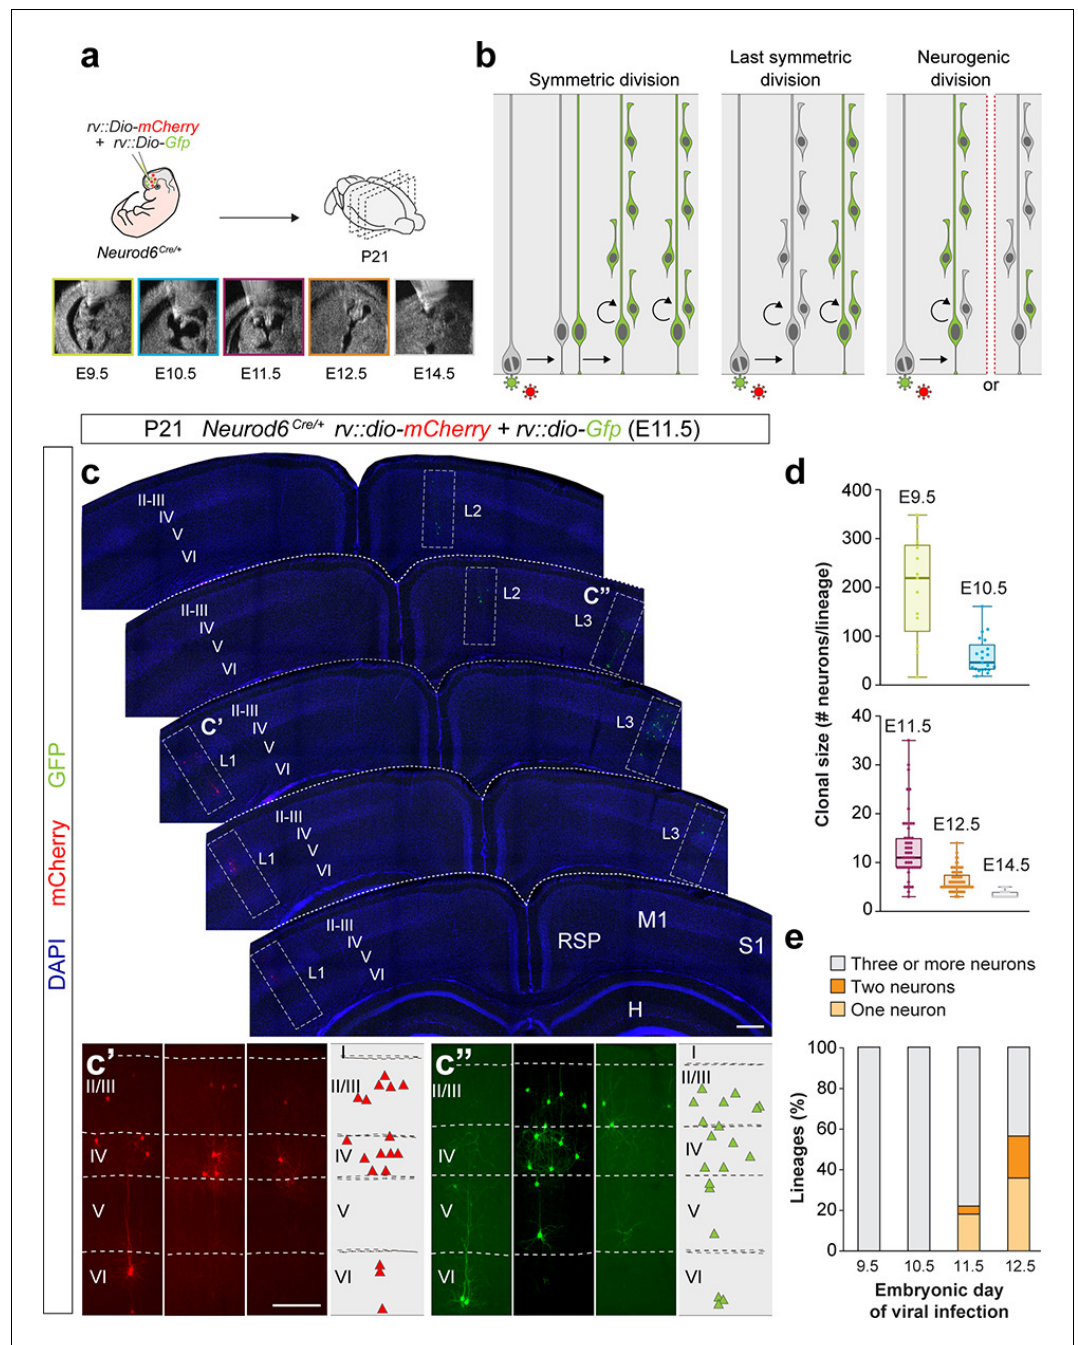 a
rv::Dio-mCherry
+ rv::Dio-Gfp
Neurod6 Cre/+
P21
E9.5
E10.5
E11.5
E12.5
E14.5
b
Symmetric division
Last symmetric
division
Neurogenic
division
or
P21 Neurod6 Cre/+ rv::dio-mCherry + rv::dio-Gfp (E11.5)
DAPI mCherry GFP
c
II-III
IV
V
VI
L2
II-III
IV
V
VI
L2
C”
L3
C’
II-III
IV
V
VI
L1
L3
II-III
IV
V
VI
L1
L3
II-III
IV
V
VI
L1
RSP
M1
S1
H
c’
II/III
IV
V
VI
I
II/III
IV
V
VI
c”
II/III
IV
V
VI
I
II/III
IV
V
VI
d
Clonal size (# neurons/lineage)
400
300
200
100
0
E9.5
E10.5
40
30
20
10
0
E11.5
E12.5
E14.5
e
Three or more neurons
Two neurons
One neuron
Lineages (%)
100
80
60
40
20
0
9.5
10.5
11.5
12.5
Embryonic day
of viral infection